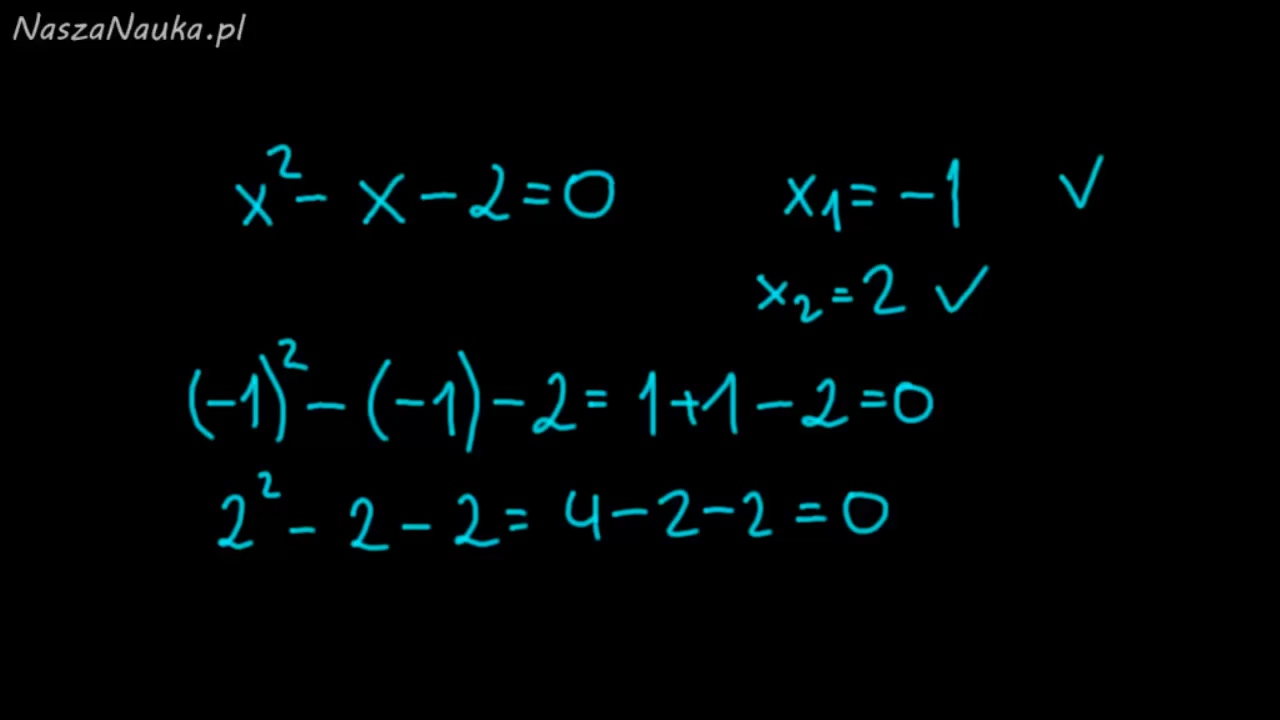 NaszaNauka.pl
x² - x - 2 = 0 x₁ = -1 ✓
x₂ = 2 ✓
(-1)² - (-1) - 2 = 1 + 1 - 2 = 0
2² - 2 - 2 = 4 - 2 - 2 = 0